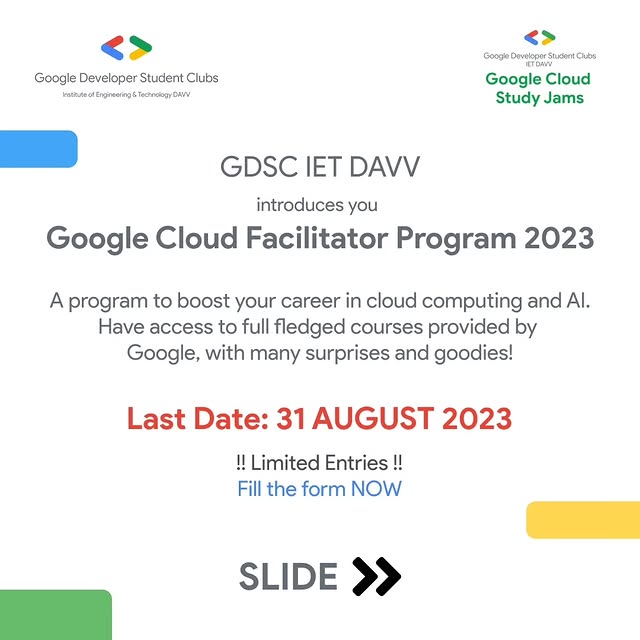 Google Developer Student Clubs
Institute of Engineering & Technology DAVV
Google Developer Student Clubs
IET DAVV
Google Cloud
Study Jams
GDSC IET DAVV
introduces you
Google Cloud Facilitator Program 2023
A program to boost your career in cloud computing and AI.
Have access to full fledged courses provided by
Google, with many surprises and goodies!
Last Date: 31 AUGUST 2023
!! Limited Entries !!
Fill the form NOW
SLIDE